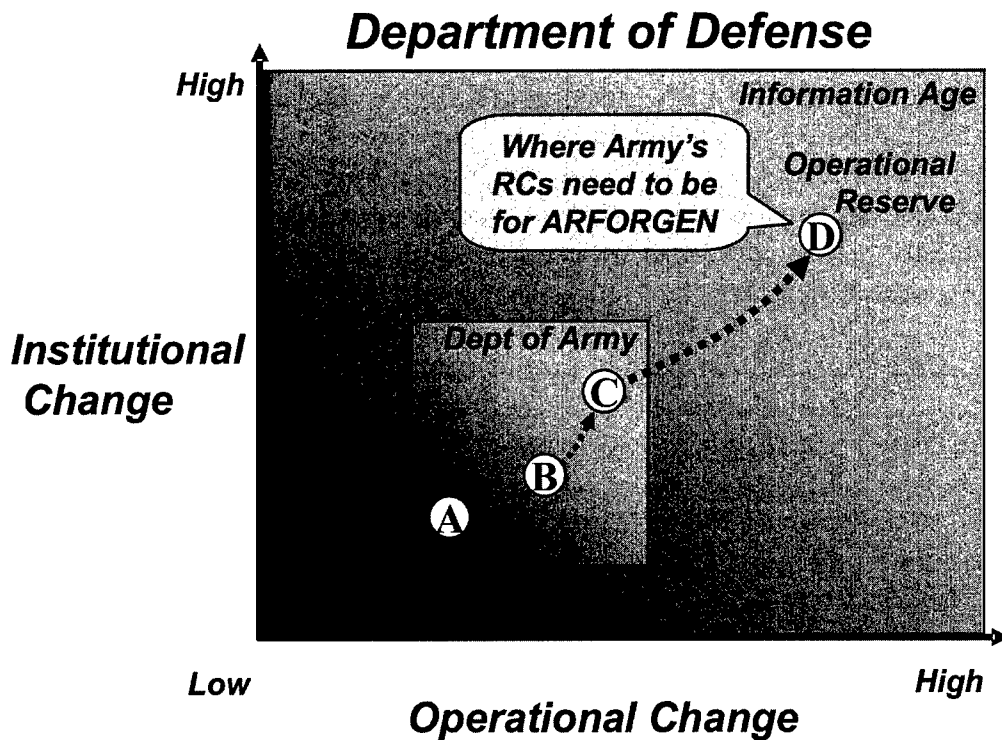 Department of Defense
High
Information Age
Where Army's
RCs need to be
for ARFORGEN
Operational
Reserve
D
Institutional
Change
Dept of Army
C
B
A
Low
High
Operational Change